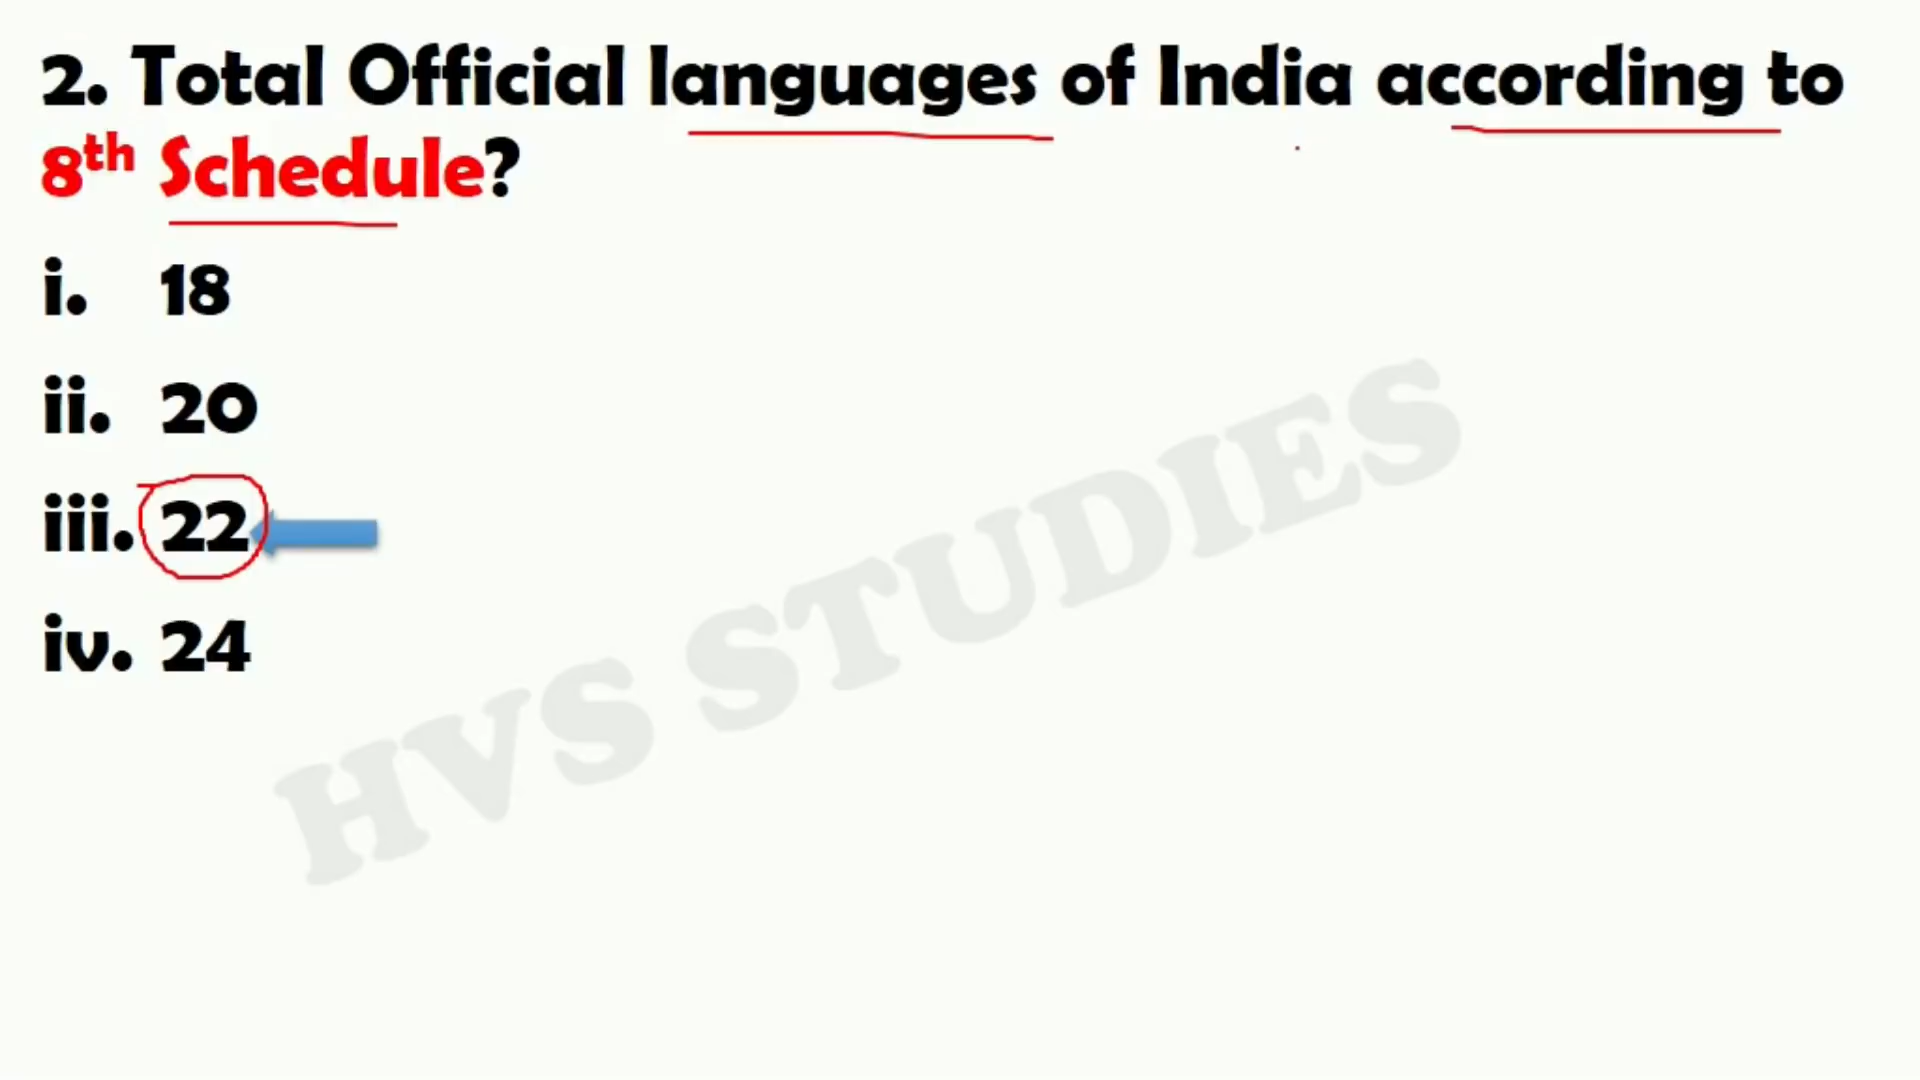 2. Total Official languages of India according to
8th Schedule?
i. 18
ii. 20
iii. 22
iv. 24
HVS STUDIES